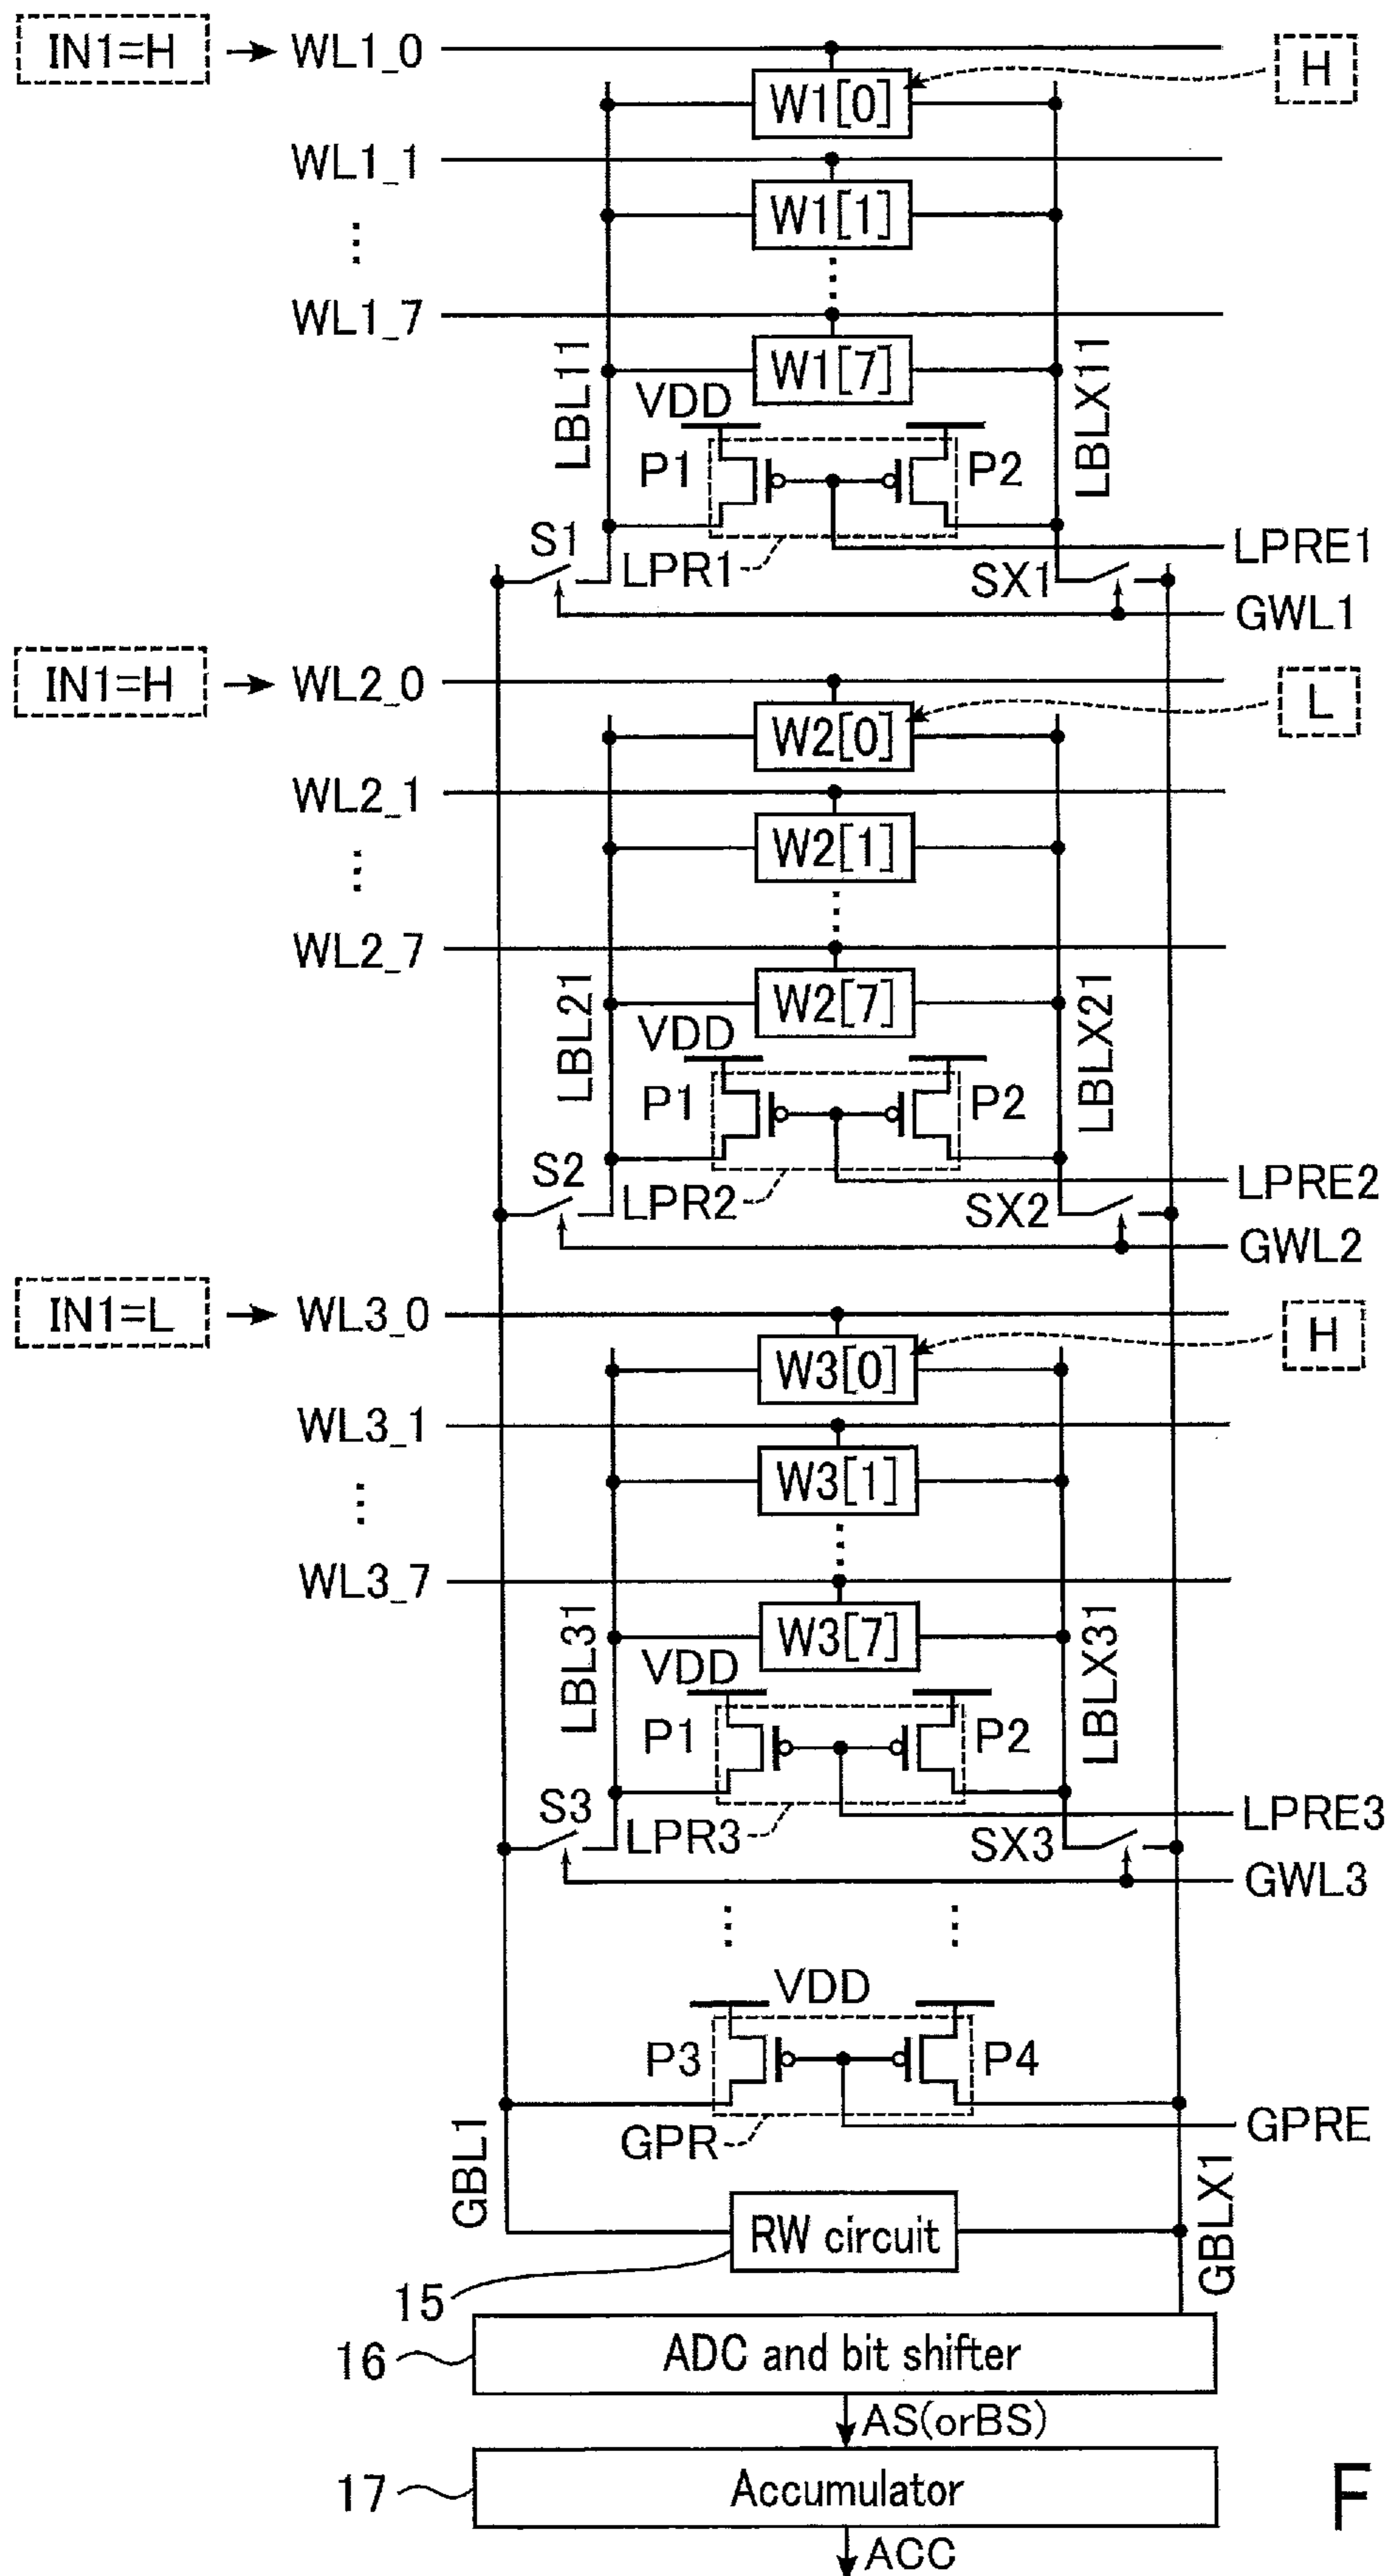 IN1=H WL1_0 H
W1[0]
WL1_1
W1[1]
WL1_7
W1[7]
LBL11 LBLX11
VDD
P1 P2
S1 LPR1 SX1 LPRE1
GWL1
IN1=H WL2_0 L
W2[0]
WL2_1
W2[1]
WL2_7
W2[7]
LBL21 LBLX21
VDD
P1 P2
S2 LPR2 SX2 LPRE2
GWL2
IN1=L WL3_0 H
W3[0]
WL3_1
W3[1]
WL3_7
W3[7]
LBL31 LBLX31
VDD
P1 P2
S3 LPR3 SX3 LPRE3
GWL3
VDD
P3 P4
GPR GPRE
GBL1 GBLX1
RW circuit
15
16 ADC and bit shifter
AS(orBS)
17 Accumulator
F
ACC